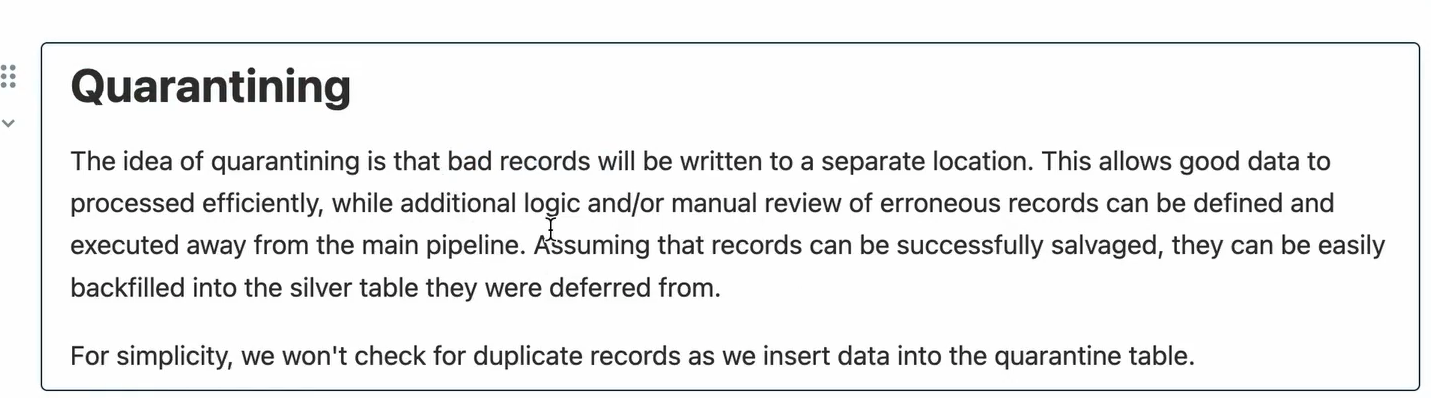 Quarantining
The idea of quarantining is that bad records will be written to a separate location. This allows good data to
processed efficiently, while additional logic and/or manual review of erroneous records can be defined and
executed away from the main pipeline. Assuming that records can be successfully salvaged, they can be easily
backfilled into the silver table they were deferred from.
For simplicity, we won't check for duplicate records as we insert data into the quarantine table.